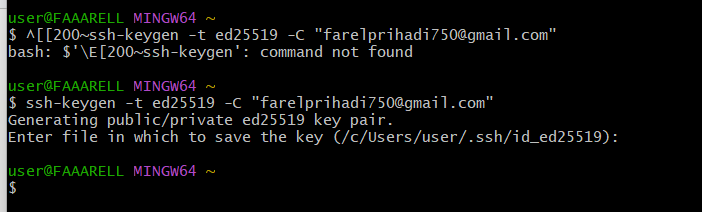 user@FAAARELL MINGW64 ~
$ ^[[200~ssh-keygen -t ed25519 -C "farelprihadi750@gmail.com"
bash: $'\E[200~ssh-keygen': command not found
user@FAAARELL MINGW64 ~
$ ssh-keygen -t ed25519 -C "farelprihadi750@gmail.com"
Generating public/private ed25519 key pair.
Enter file in which to save the key (/c/Users/user/.ssh/id_ed25519):
user@FAAARELL MINGW64 ~
$